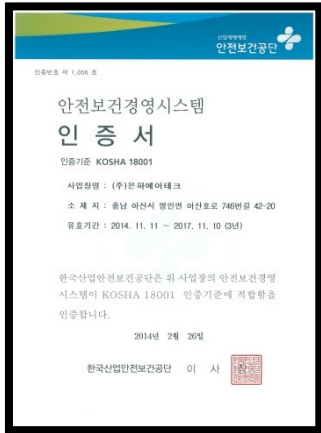 산업재해예방
안전보건공단
인증번호 제 1,056 호
안전보건경영시스템
인 증 서
인증기준 KOSHA 18001
사업장명 : (주)은하에어테크
소 재 지 : 충남 아산시 영인면 아산호로 746번길 42-20
유효기간 : 2014. 11. 11 ~ 2017. 11. 10 (3년)
한국산업안전보건공단은 위 사업장의 안전보건경영
시스템이 KOSHA 18001 인증기준에 적합함을
인증합니다.
2014년 2월 26일
한국산업안전보건공단 이 사